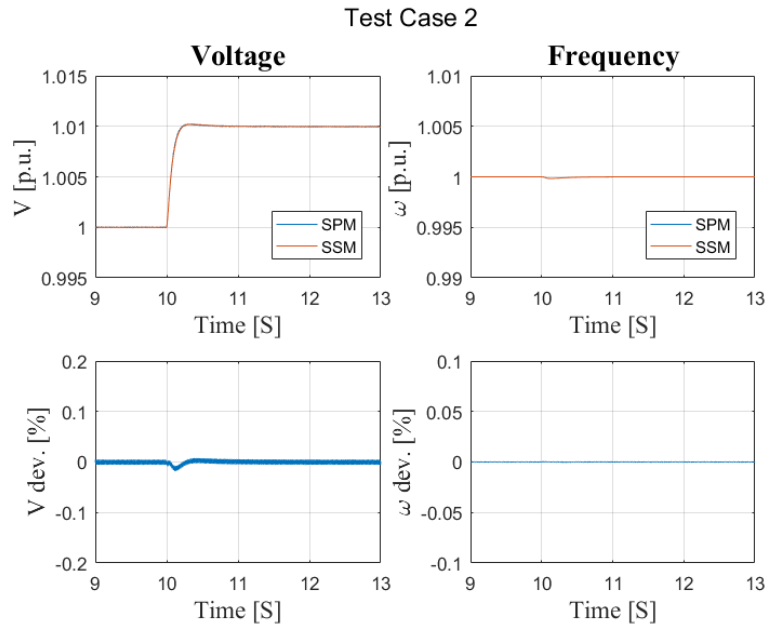 Test Case 2
Voltage
1.015
1.01
1.005
1
0.995
V [p.u.]
SPM
SSM
9 10 11 12 13
Time [S]
Frequency
1.01
1.005
1
0.995
0.99
ω [p.u.]
SPM
SSM
9 10 11 12 13
Time [S]
0.2
0.1
0
-0.1
-0.2
V dev. [%]
9 10 11 12 13
Time [S]
0.1
0.05
0
-0.05
-0.1
ω dev. [%]
9 10 11 12 13
Time [S]